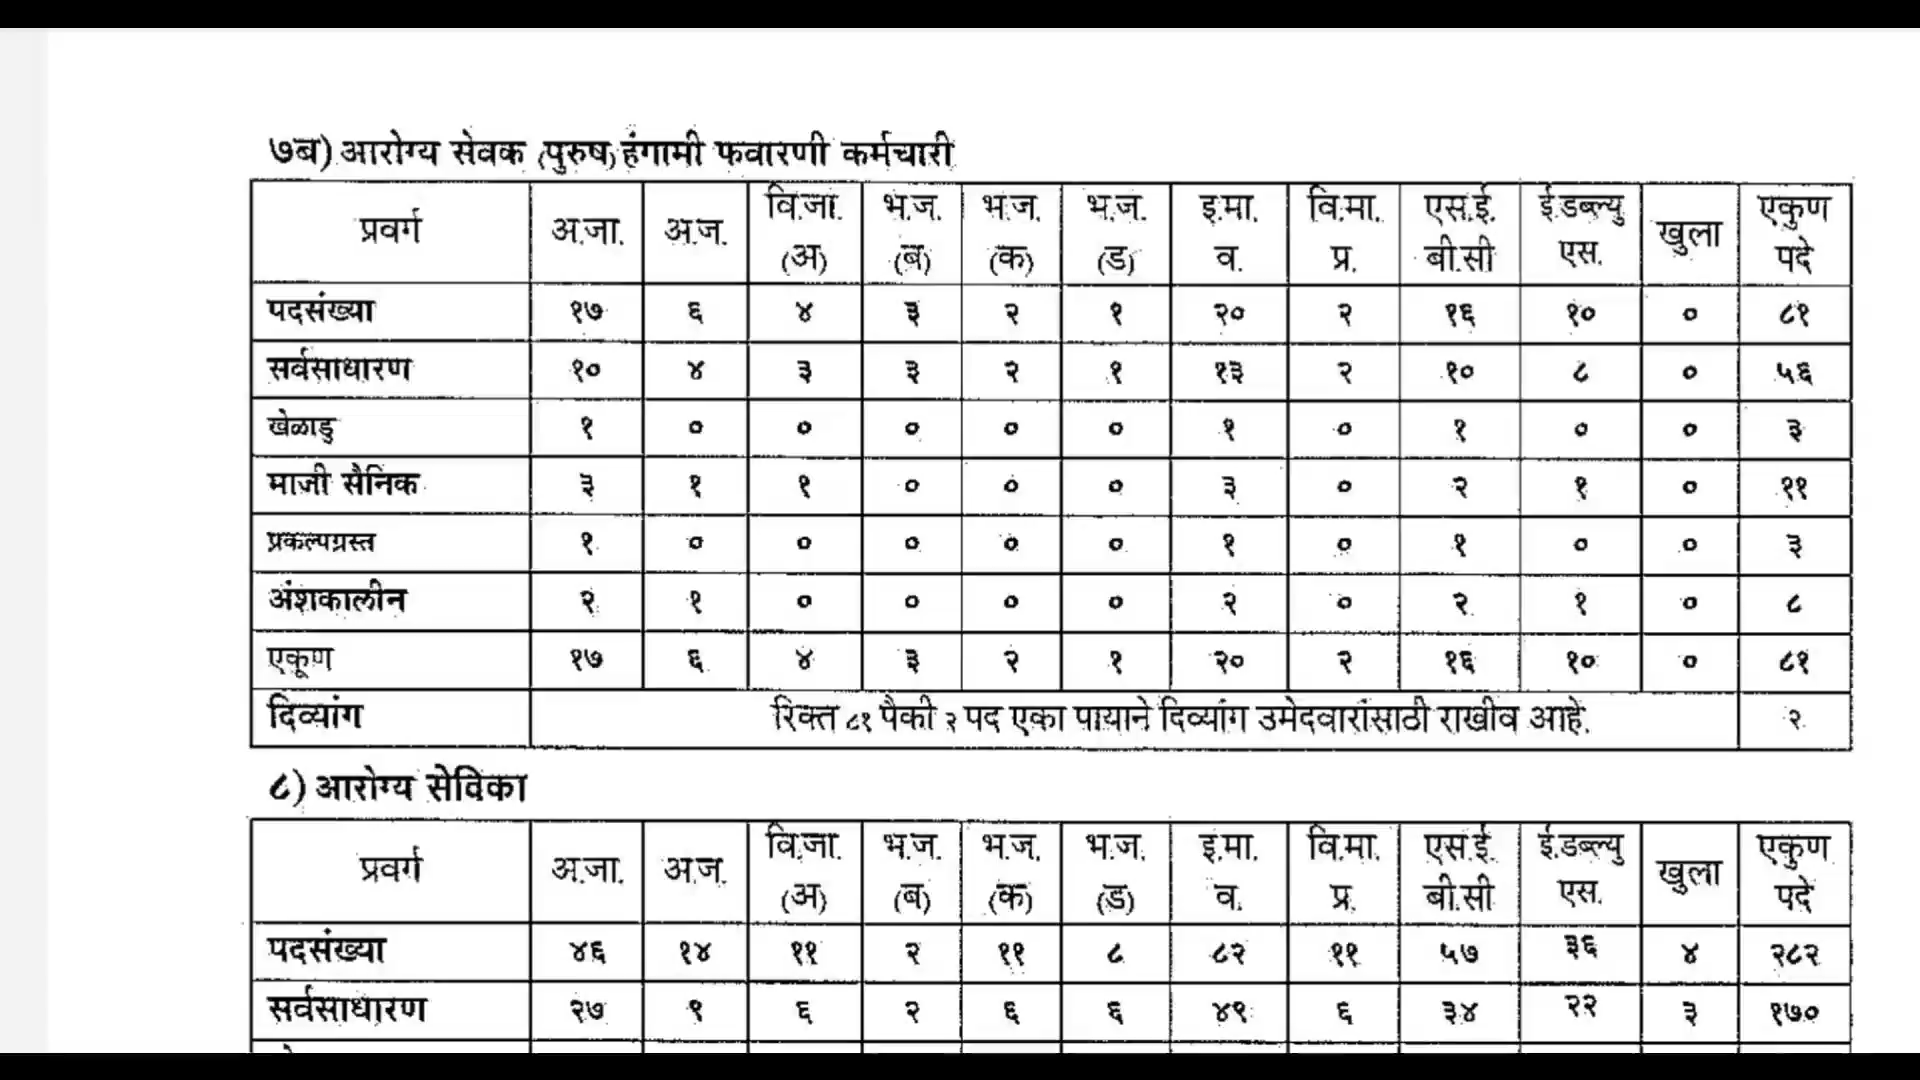 ७ब) आरोग्य सेवक (पुरुष) हंगामी फवारणी कर्मचारी
प्रवर्ग अ.जा. अ.ज. वि.जा. (अ) भ.ज. (ब) भ.ज. (क) भ.ज. (ड) इ.मा. व. वि.मा. प्र. एस.ई. बी.सी ई.डब्ल्यु एस. खुला एकुण पदे
पदसंख्या १७ ६ ४ ३ २ १ २० २ १६ १० ० ८१
सर्वसाधारण १० ४ ३ ३ २ १ १३ २ १० ८ ० ५६
खेळाडु १ ० ० ० ० ० १ ० १ ० ० ३
माजी सैनिक ३ १ १ ० ० ० ३ ० २ १ ० ११
प्रकल्पग्रस्त १ ० ० ० ० ० १ ० १ ० ० ३
अंशकालीन २ १ ० ० ० ० २ ० २ १ ० ८
एकूण १७ ६ ४ ३ २ १ २० २ १६ १० ० ८१
दिव्यांग रिक्त ८१ पैकी २ पद एका पायाने दिव्यांग उमेदवारांसाठी राखीव आहे. २
८) आरोग्य सेविका
प्रवर्ग अ.जा. अ.ज. वि.जा. (अ) भ.ज. (ब) भ.ज. (क) भ.ज. (ड) इ.मा. व. वि.मा. प्र. एस.ई. बी.सी ई.डब्ल्यु एस. खुला एकुण पदे
पदसंख्या ४६ १४ ११ २ ११ ८ ८२ ११ ५७ ३६ ४ २८२
सर्वसाधारण २७ ९ ६ २ ६ ६ ४९ ६ ३४ २२ ३ १७०